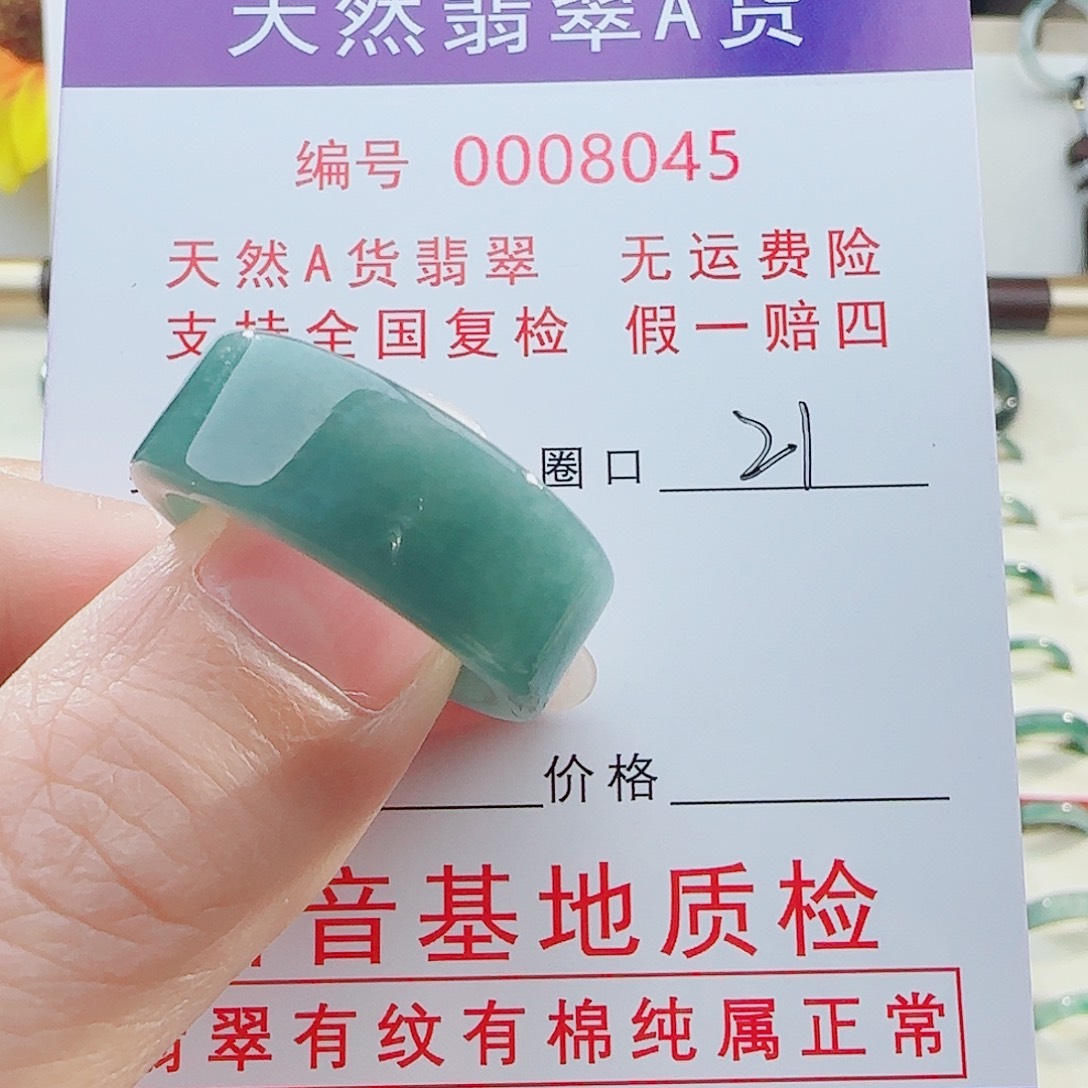 天然翡翠A货
编号 0008045
天然A货翡翠 无运费险
支持全国复检 假一赔四
圈口 21
价格
音基地质检
翡翠有纹有棉纯属正常